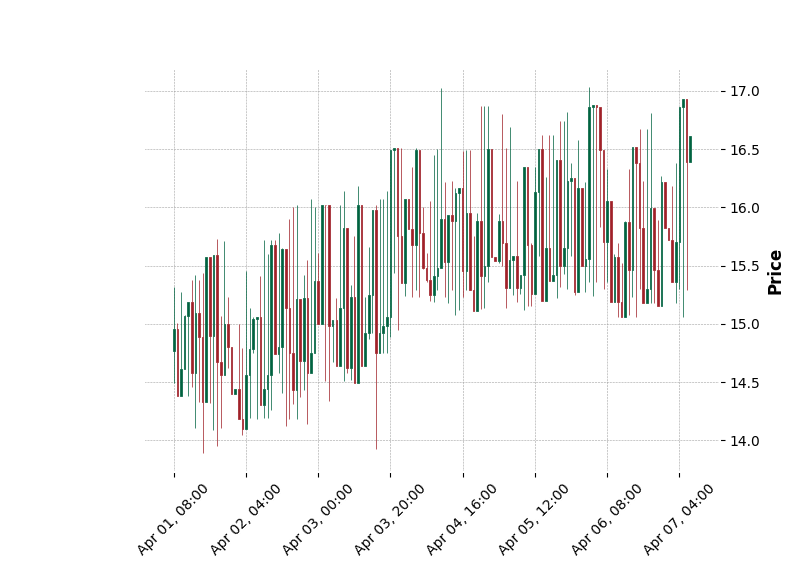 17.0
16.5
16.0
15.5
15.0
14.5
14.0
Price
Apr 01, 08:00
Apr 02, 04:00
Apr 03, 00:00
Apr 03, 20:00
Apr 04, 16:00
Apr 05, 12:00
Apr 06, 08:00
Apr 07, 04:00